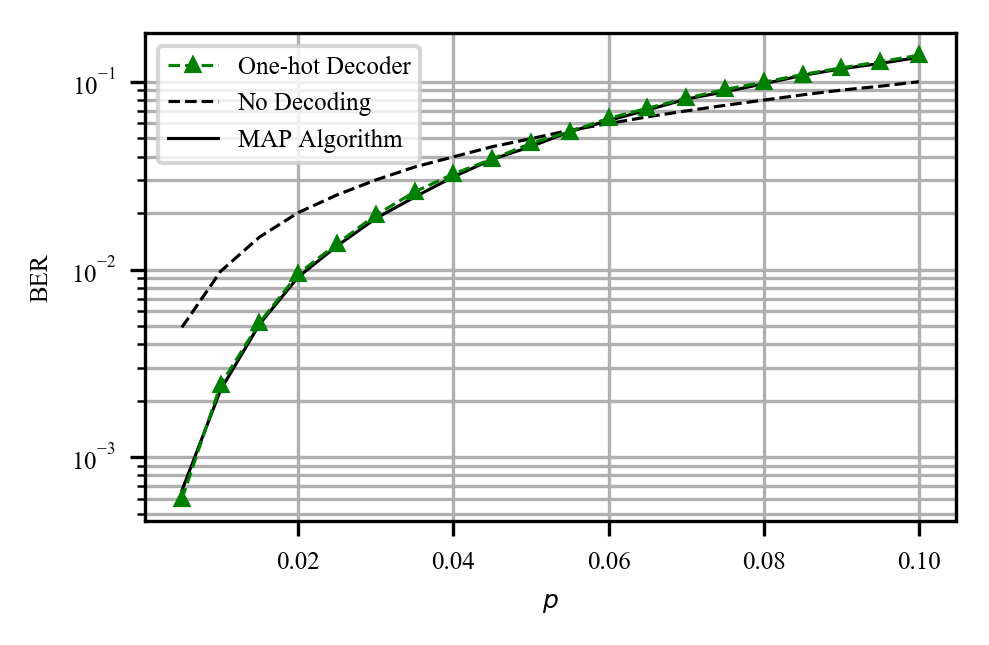 One-hot Decoder
No Decoding
MAP Algorithm
10⁻¹
10⁻²
10⁻³
BER
0.02 0.04 0.06 0.08 0.10
p